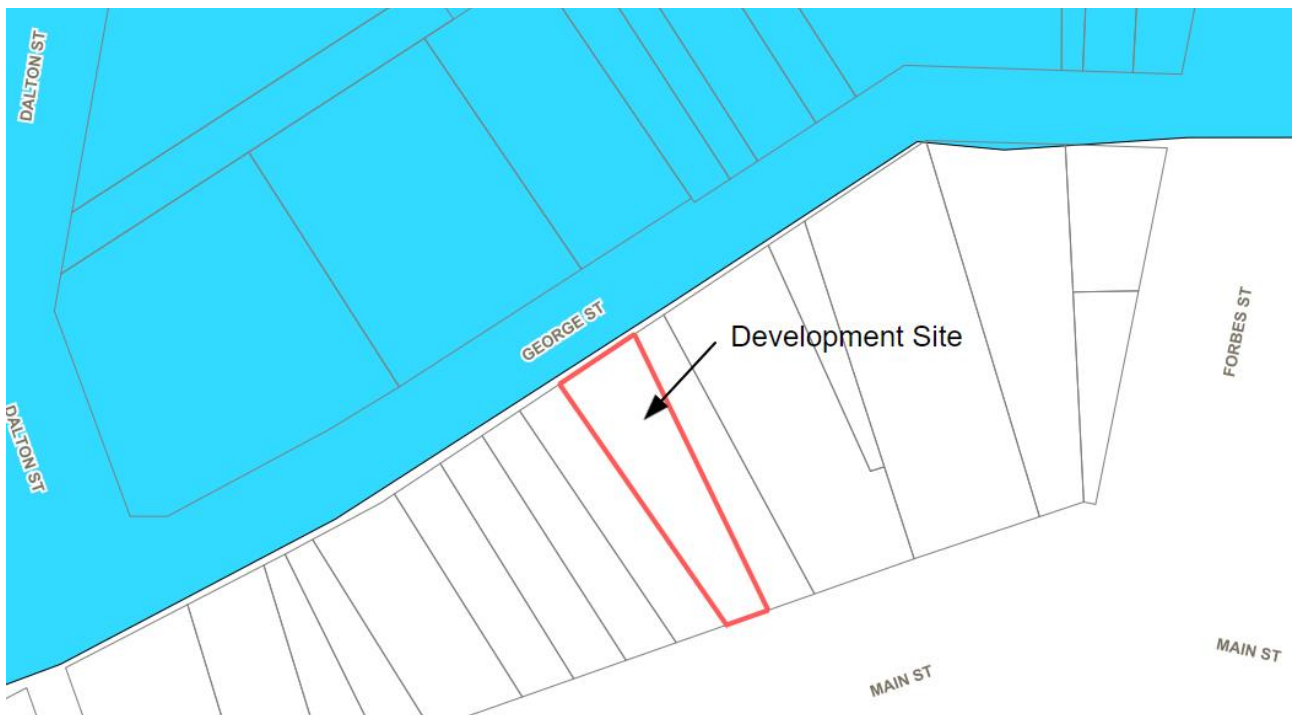 DALTON ST
GEORGE ST
Development Site
FORBES ST
DALTON ST
MAIN ST
MAIN ST